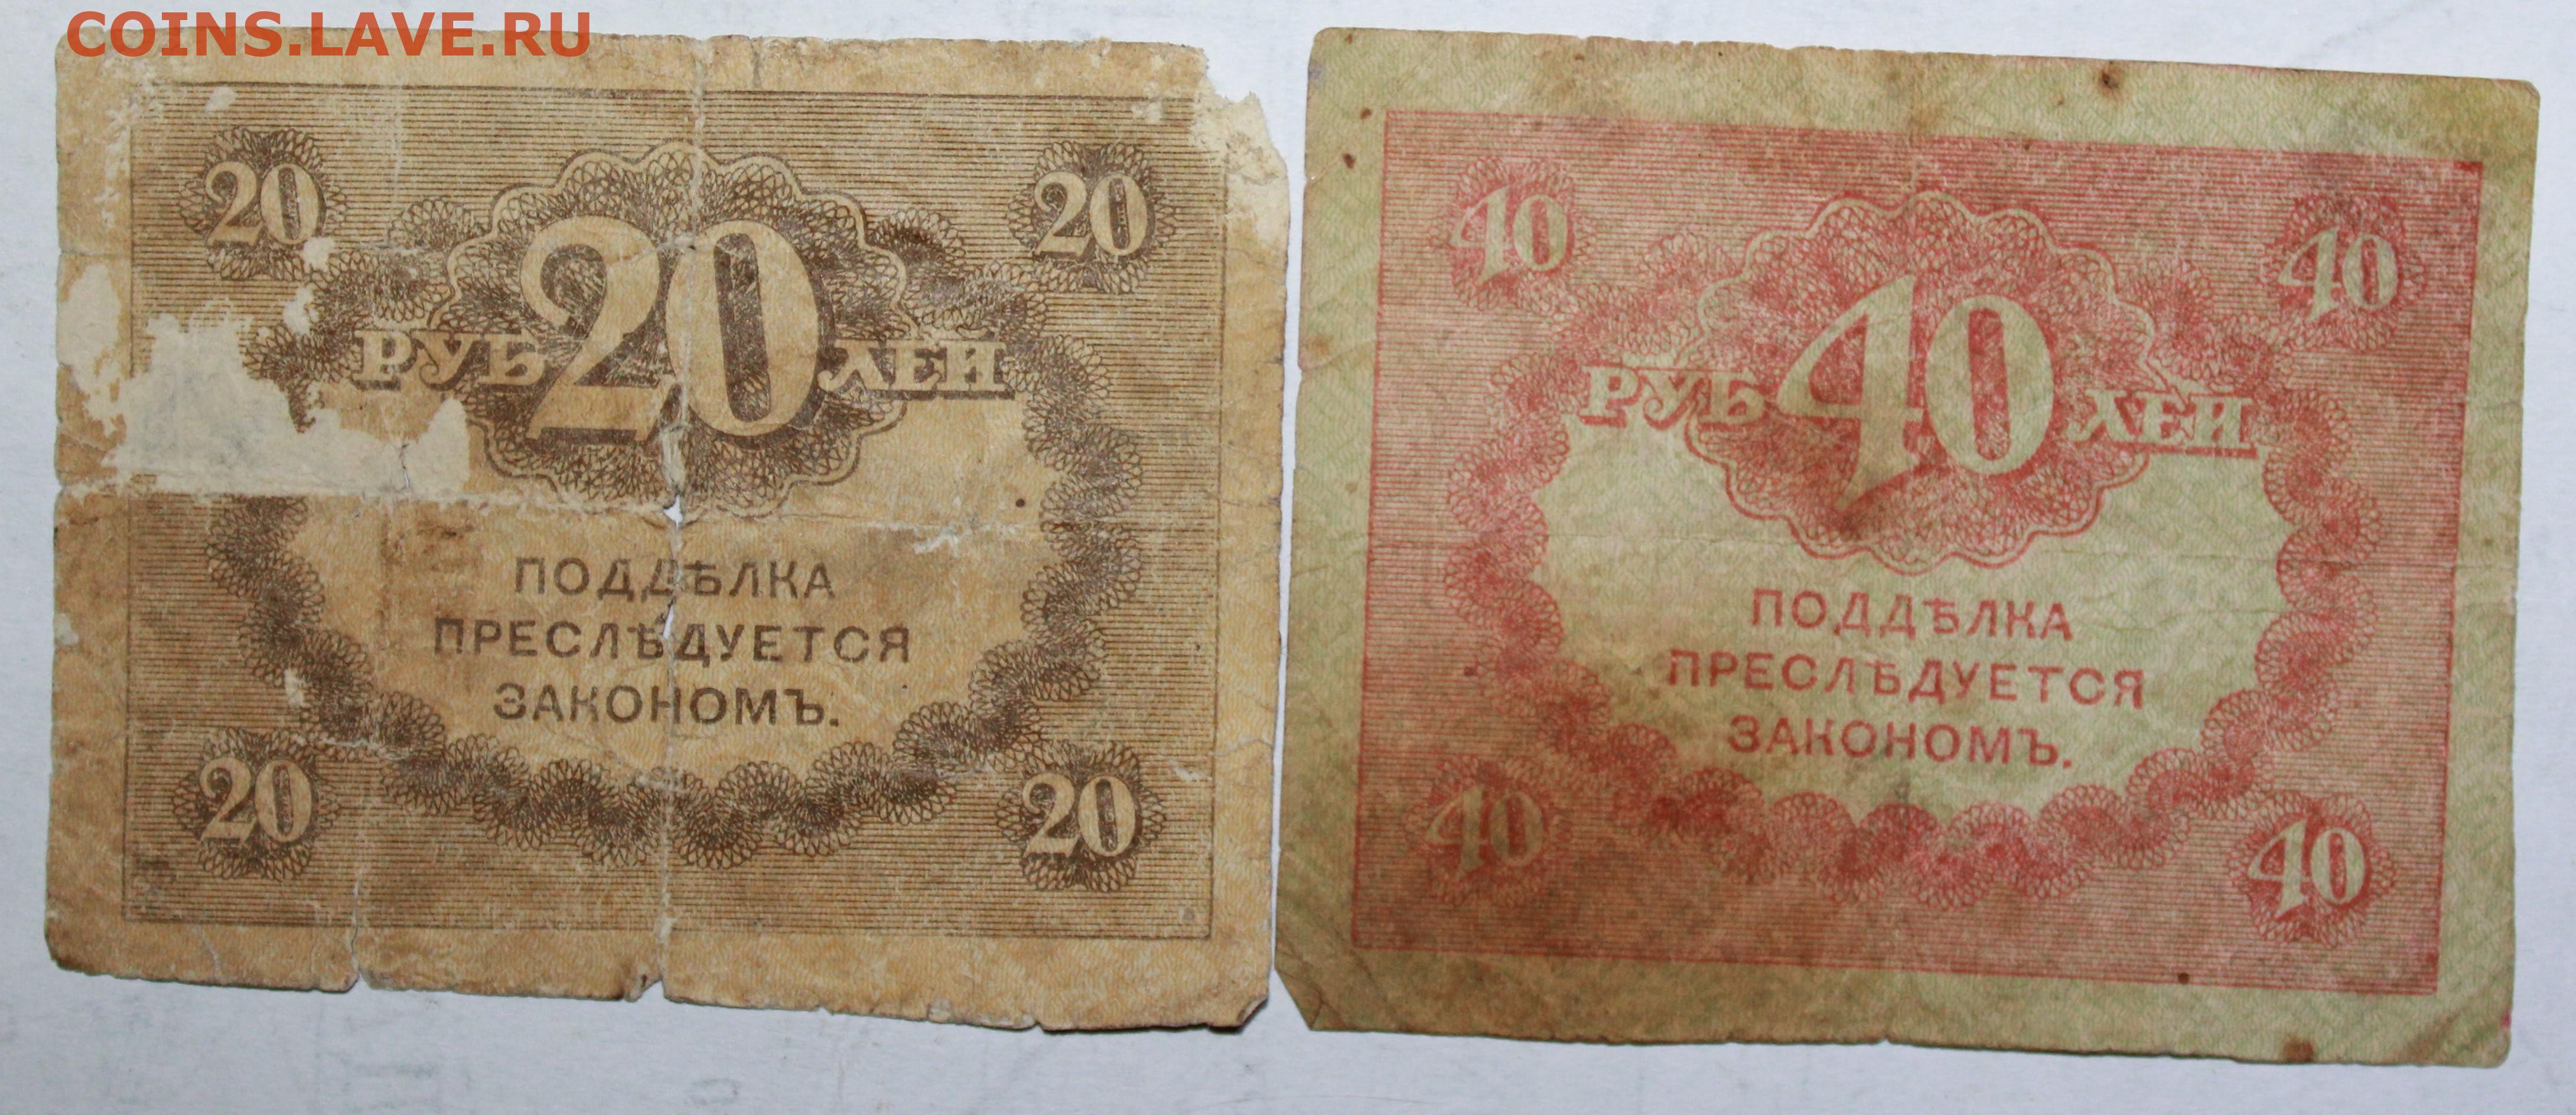 COINS.LAVE.RU
20 20
РУБ 20 ЛЕЙ
ПОДДѢЛКА
ПРЕСЛѢДУЕТСЯ
ЗАКОНОМЪ.
20 20
40 40
РУБ 40 ЛЕЙ
ПОДДѢЛКА
ПРЕСЛѢДУЕТСЯ
ЗАКОНОМЪ.
40 40